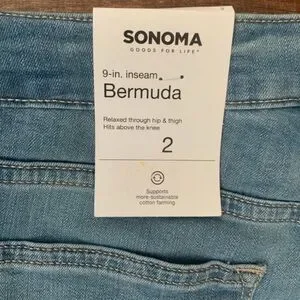 SONOMA
GOODS FOR LIFE®
9-in. inseam
Bermuda
Relaxed through hip & thigh
Hits above the knee
2
Supports
more-sustainable
cotton farming